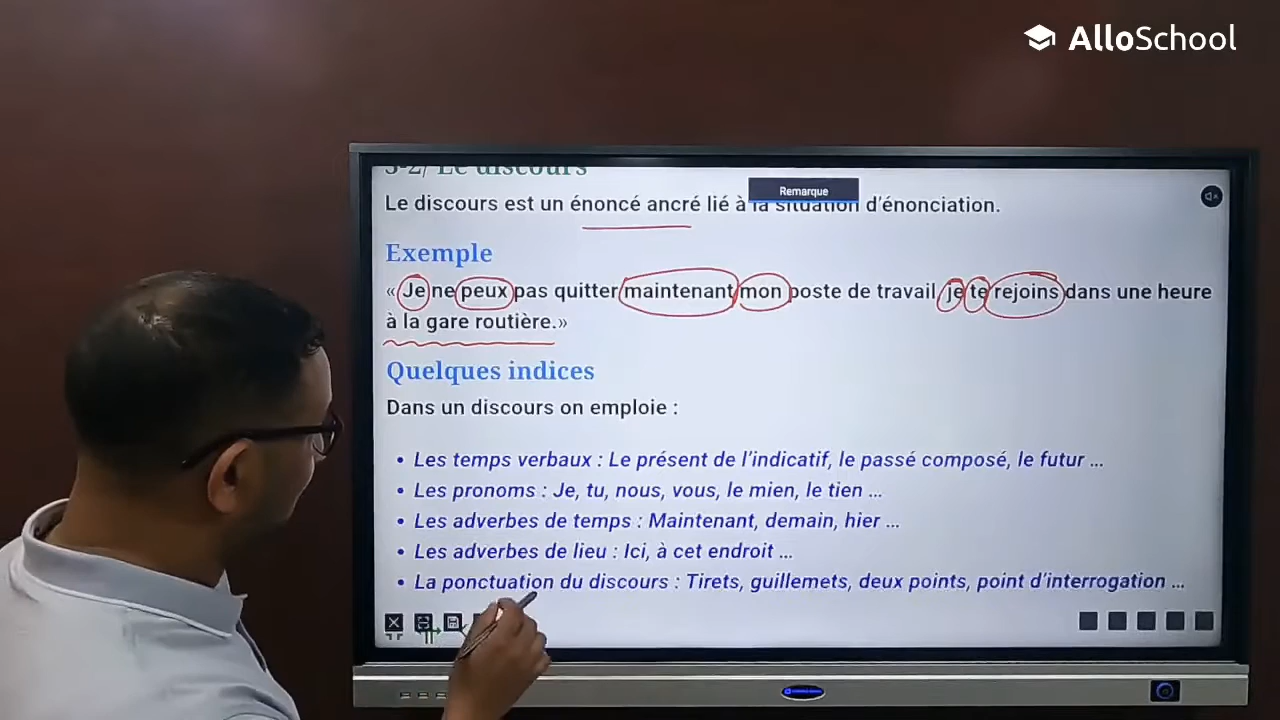 AlloSchool
3-2/ Le discours
Remarque
Le discours est un énoncé ancré lié à la situation d'énonciation.
Exemple
« Je ne peux pas quitter maintenant mon poste de travail, je te rejoins dans une heure
à la gare routière.»
Quelques indices
Dans un discours on emploie :
• Les temps verbaux : Le présent de l'indicatif, le passé composé, le futur ...
• Les pronoms : Je, tu, nous, vous, le mien, le tien ...
• Les adverbes de temps : Maintenant, demain, hier ...
• Les adverbes de lieu : Ici, à cet endroit ...
• La ponctuation du discours : Tirets, guillemets, deux points, point d'interrogation ...